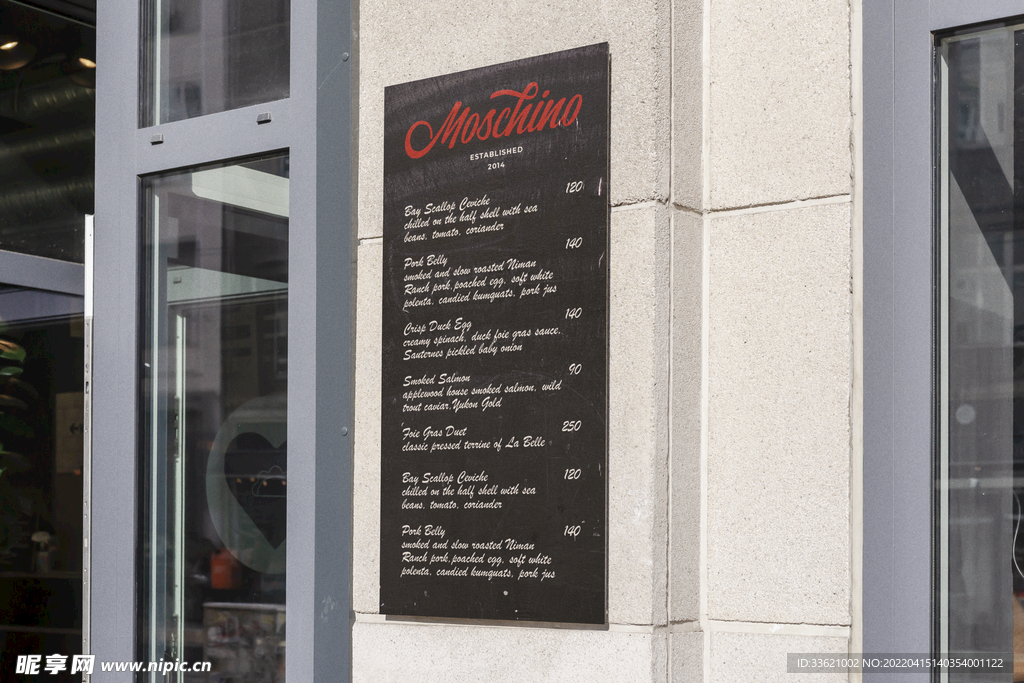 Moschino
ESTABLISHED
2014
120
Bay Scallop Ceviche
chilled on the half shell with sea
beans, tomato, coriander
140
Pork Belly
smoked and slow roasted Niman
Ranch pork,poached egg, soft white
polenta, candied kumquats, pork jus
140
Crisp Duck Egg
creamy spinach, duck foie gras sauce,
Sauternes pickled baby onion
90
Smoked Salmon
applewood house smoked salmon, wild
trout caviar,Yukon Gold
250
Foie Gras Duet
classic pressed terrine of La Belle
120
Bay Scallop Ceviche
chilled on the half shell with sea
beans, tomato, coriander
140
Pork Belly
smoked and slow roasted Niman
Ranch pork,poached egg, soft white
polenta, candied kumquats, pork jus
昵享网 www.nipic.cn
ID:33621002 NO:20220415140354001122